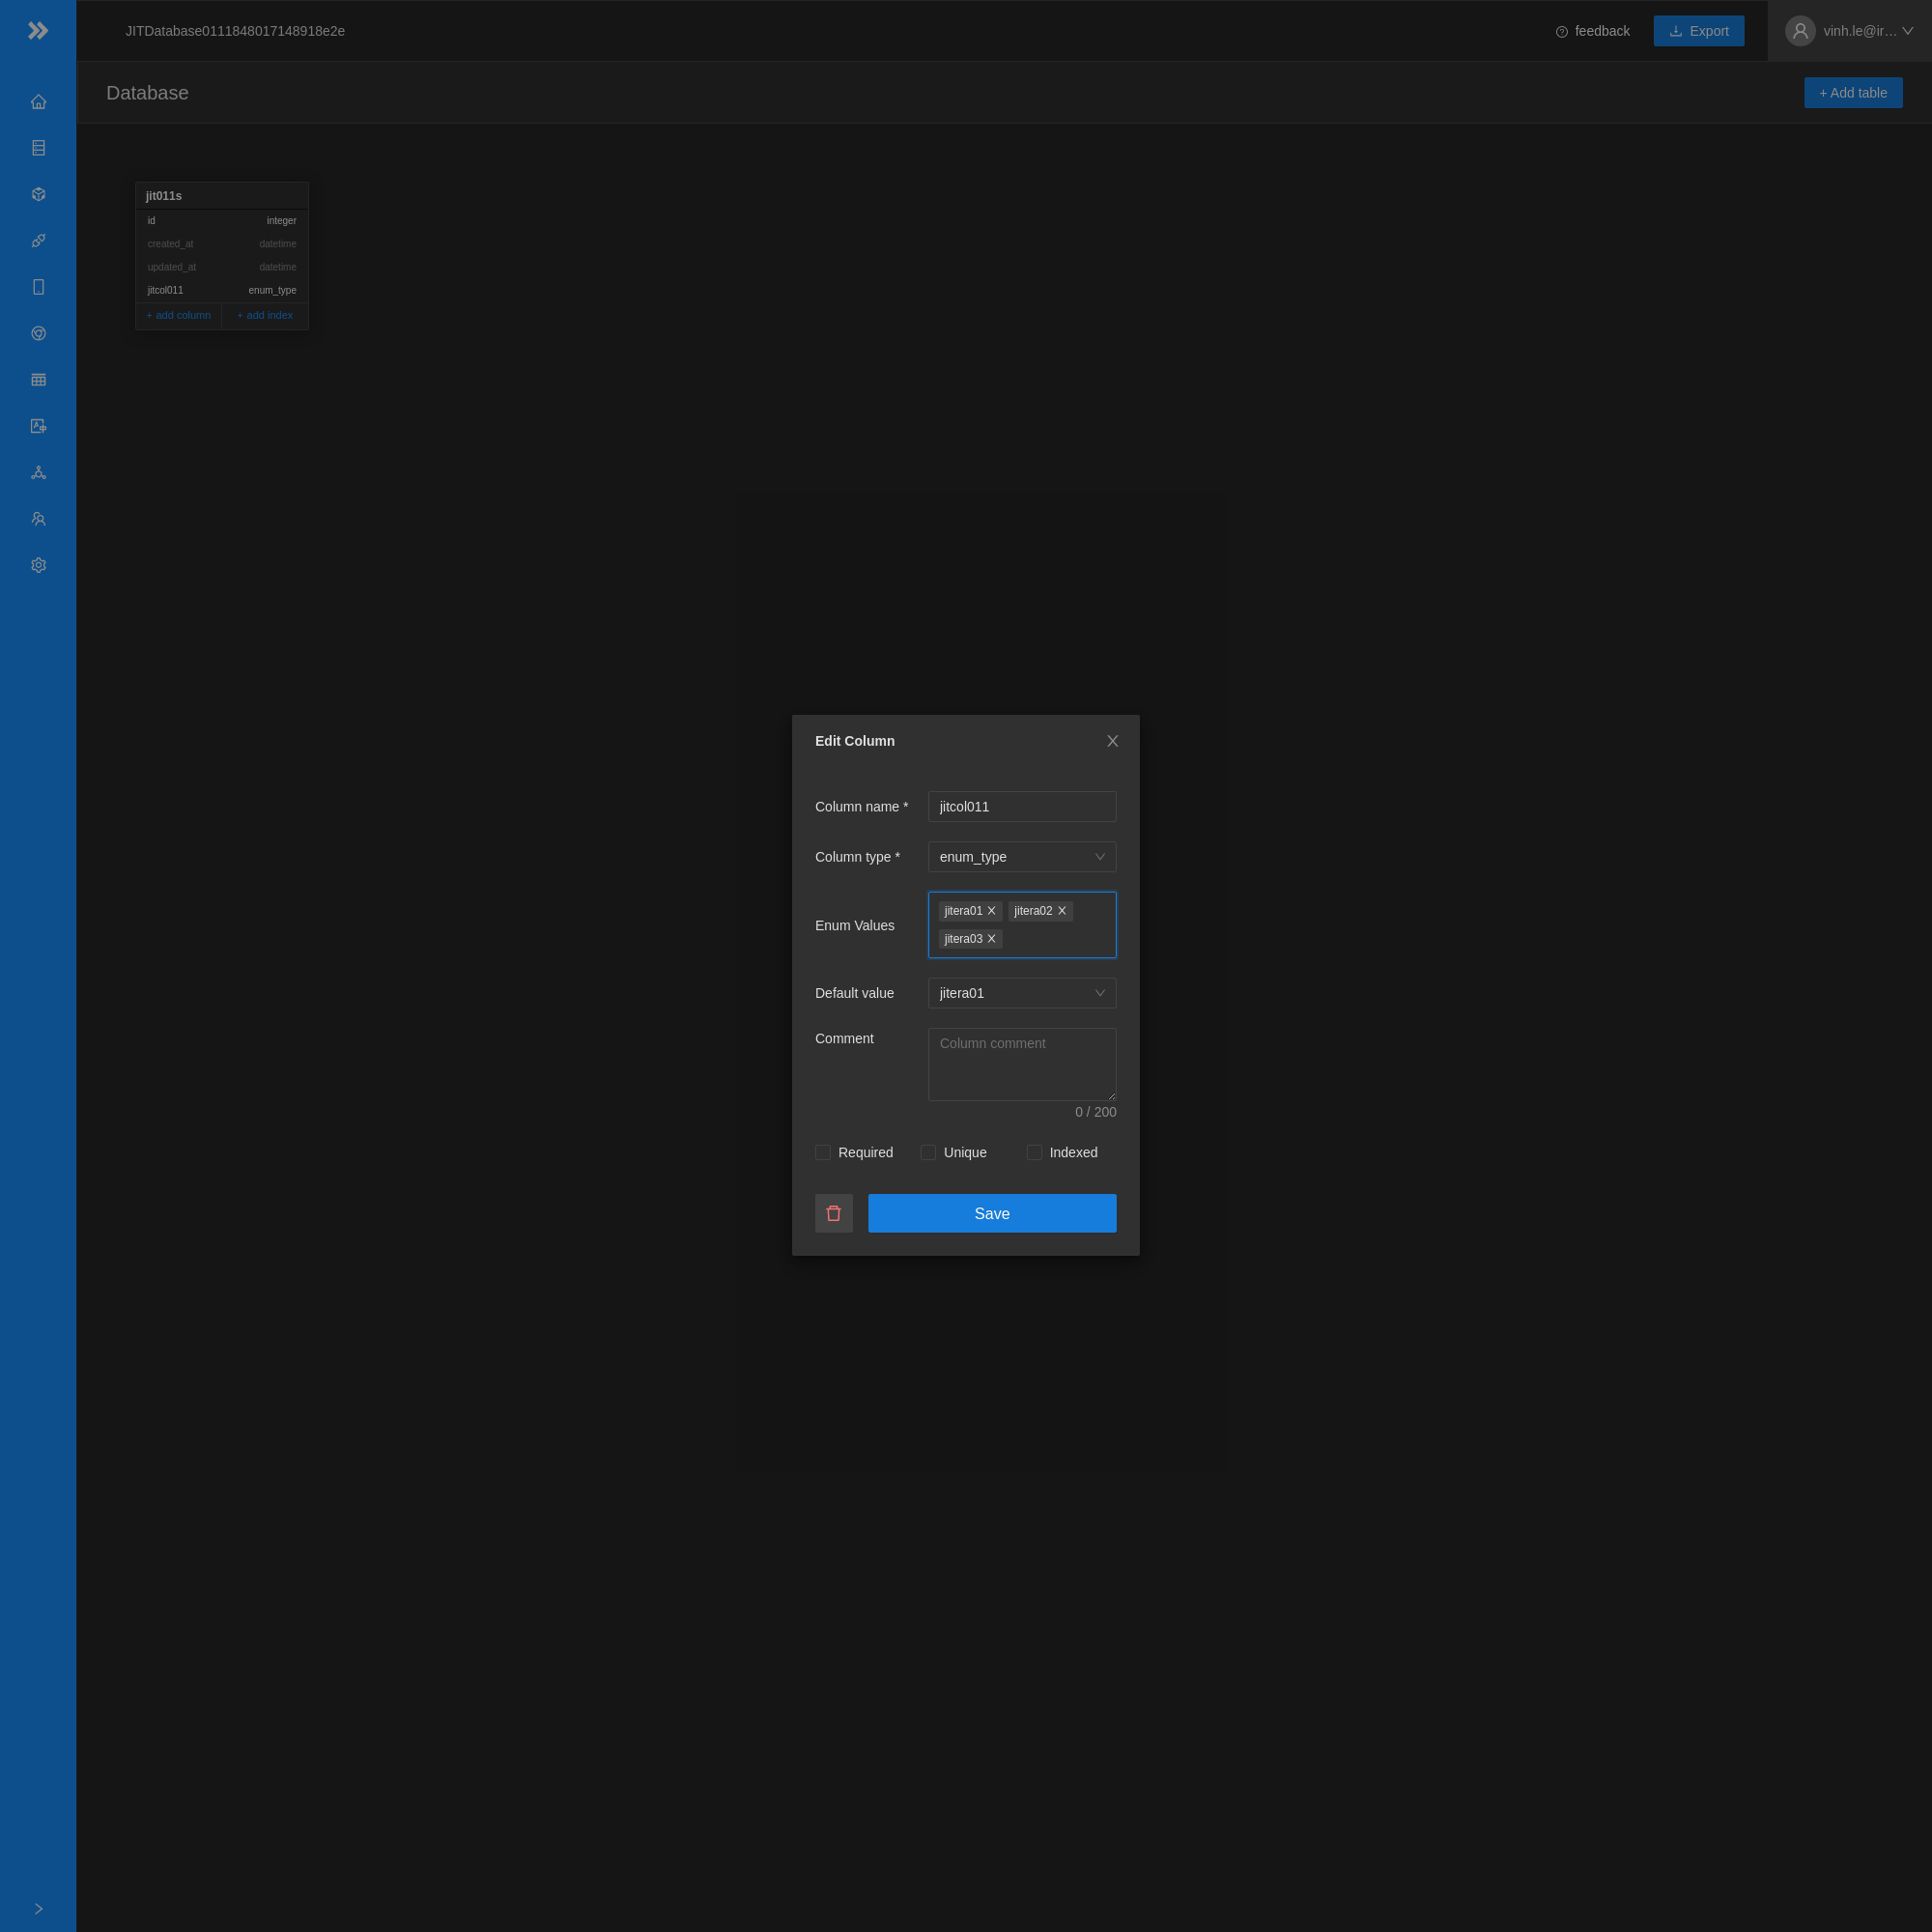 JITDatabase0111848017148918e2e
feedback
Export
vinh.le@ir…
Database
+ Add table
jit011s
id integer
created_at datetime
updated_at datetime
jitcol011 enum_type
+ add column + add index
Edit Column
Column name * jitcol011
Column type * enum_type
Enum Values jitera01 jitera02
jitera03
Default value jitera01
Comment Column comment
0 / 200
Required Unique Indexed
Save